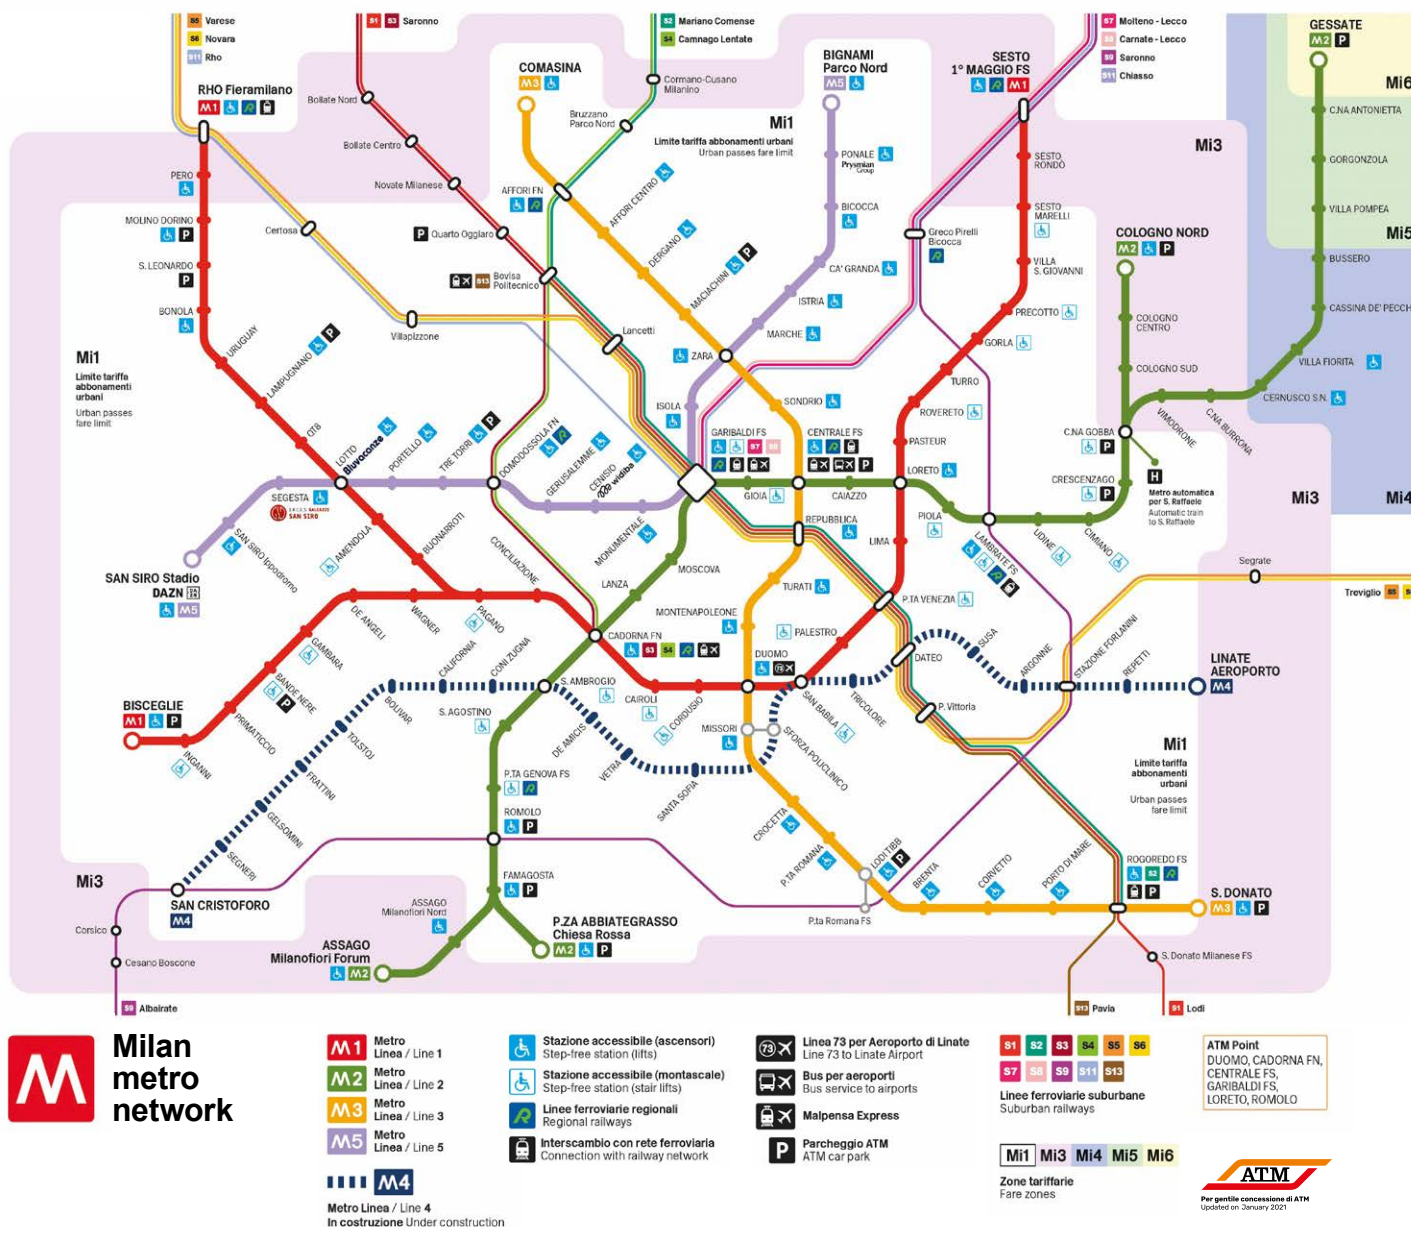 S5 Varese
S6 Novara
S11 Rho
S1 S3 Saronno
S2 Mariano Comense
S4 Camnago Lentate
S7 Molteno - Lecco
S8 Carnate - Lecco
S9 Saronno
S11 Chiasso
GESSATE
M2 P
Mi6
RHO Fieramilano
M1 R
COMASINA
M3
BIGNAMI
Parco Nord
M5
SESTO
1° MAGGIO FS
R M1
Bollate Nord
Bollate Centro
Novate Milanese
P Quarto Oggiaro
Cormano-Cusano
Milanino
Bruzzano
Parco Nord
Mi1
Limite tariffa abbonamenti urbani
Urban passes fare limit
Mi3
C.NA ANTONIETTA
GORGONZOLA
VILLA POMPEA
Mi5
BUSSERO
CASSINA DE' PECCH
VILLA FIORITA
CERNUSCO S.N.
C.NA BURRONA
VIMODRONE
PERO
MOLINO DORINO
P
S. LEONARDO
P
BONOLA
URUGUAY
LAMPUGNANO P
QT8
LOTTO
Bluvacanze
Certosa
Villapizzone
S13 Bovisa
Politecnico
Lancetti
AFFORI FN
R
AFFORI CENTRO
DERGANO
MACIACHINI P
ZARA
SONDRIO
PONALE
Prysmian
Group
BICOCCA
CA' GRANDA
ISTRIA
MARCHE
ISOLA
Greco Pirelli
Bicocca
R
SESTO
RONDÒ
SESTO
MARELLI
VILLA
S. GIOVANNI
PRECOTTO
GORLA
TURRO
ROVERETO
PASTEUR
LORETO
COLOGNO NORD
M2 P
COLOGNO
CENTRO
COLOGNO SUD
C.NA GOBBA
P
CRESCENZAGO
P
H
Metro automatica
per S. Raffaele
Automatic train
to S. Raffaele
Mi3
Mi4
Mi1
Limite tariffa
abbonamenti
urbani
Urban passes
fare limit
GARIBALDI FS
S7 S8
R
CENTRALE FS
R
P
GIOIA
CAIAZZO
PIOLA
LAMBRATE FS
R
UDINE
CIMIANO
PORTELLO
TRE TORRI P
DOMODOSSOLA FN
R
GERUSALEMME
CENISIO
widiba
MONUMENTALE
SEGESTA
SAN SIRO
SAN SIRO Ippodromo
SAN SIRO Stadio
DAZN
M5
AMENDOLA
BUONARROTI
CONCILIAZIONE
PAGANO
WAGNER
DE ANGELI
GAMBARA
BANDE NERE
P
PRIMATICCIO
INGANNI
BISCEGLIE
M1 P
MOSCOVA
LANZA
CADORNA FN
S3 S4 R
CAIROLI
CORDUSIO
DUOMO
73
REPUBBLICA
TURATI
MONTENAPOLEONE
LIMA
P.TA VENEZIA
PALESTRO
SAN BABILA
MISSORI
SFORZA POLICLINICO
TRICOLORE
DATEO
P. Vittoria
SUSA
ARGONNE
STAZIONE FORLANINI
REPETTI
LINATE
AEROPORTO
M4
Segrate
Treviglio S5
CALIFORNIA
CONI ZUGNA
BOLIVAR
TOLSTOJ
FRATTINI
GELSOMINI
SEGNERI
SAN CRISTOFORO
M4
S. AMBROGIO
S. AGOSTINO
DE AMICIS
VETRA
SANTA SOFIA
P.TA GENOVA FS
R
ROMOLO
P
FAMAGOSTA
P
ASSAGO
Milanofiori Nord
ASSAGO
Milanofiori Forum
M2
P.ZA ABBIATEGRASSO
Chiesa Rossa
M2 P
CROCETTA
P.TA ROMANA
LODI TIBB
P
P.ta Romana FS
BRENTA
CORVETTO
PORTO DI MARE
ROGOREDO FS
S2 R
P
S. DONATO
M3 P
S. Donato Milanese FS
S13 Pavia
S1 Lodi
Mi1
Limite tariffa
abbonamenti
urbani
Urban passes
fare limit
Mi3
Corsico
Cesano Boscone
S9 Albairate
M
Milan
metro
network
M1 Metro
Linea / Line 1
M2 Metro
Linea / Line 2
M3 Metro
Linea / Line 3
M5 Metro
Linea / Line 5
M4
Metro Linea / Line 4
In costruzione Under construction
Stazione accessibile (ascensori)
Step-free station (lifts)
Stazione accessibile (montascale)
Step-free station (stair lifts)
R Linee ferroviarie regionali
Regional railways
Interscambio con rete ferroviaria
Connection with railway network
73 Linea 73 per Aeroporto di Linate
Line 73 to Linate Airport
Bus per aeroporti
Bus service to airports
Malpensa Express
P Parcheggio ATM
ATM car park
S1 S2 S3 S4 S5 S6
S7 S8 S9 S11 S13
Linee ferroviarie suburbane
Suburban railways
Mi1 Mi3 Mi4 Mi5 Mi6
Zone tariffarie
Fare zones
ATM Point
DUOMO, CADORNA FN,
CENTRALE FS,
GARIBALDI FS,
LORETO, ROMOLO
ATM
Per gentile concessione di ATM
Updated on January 2021